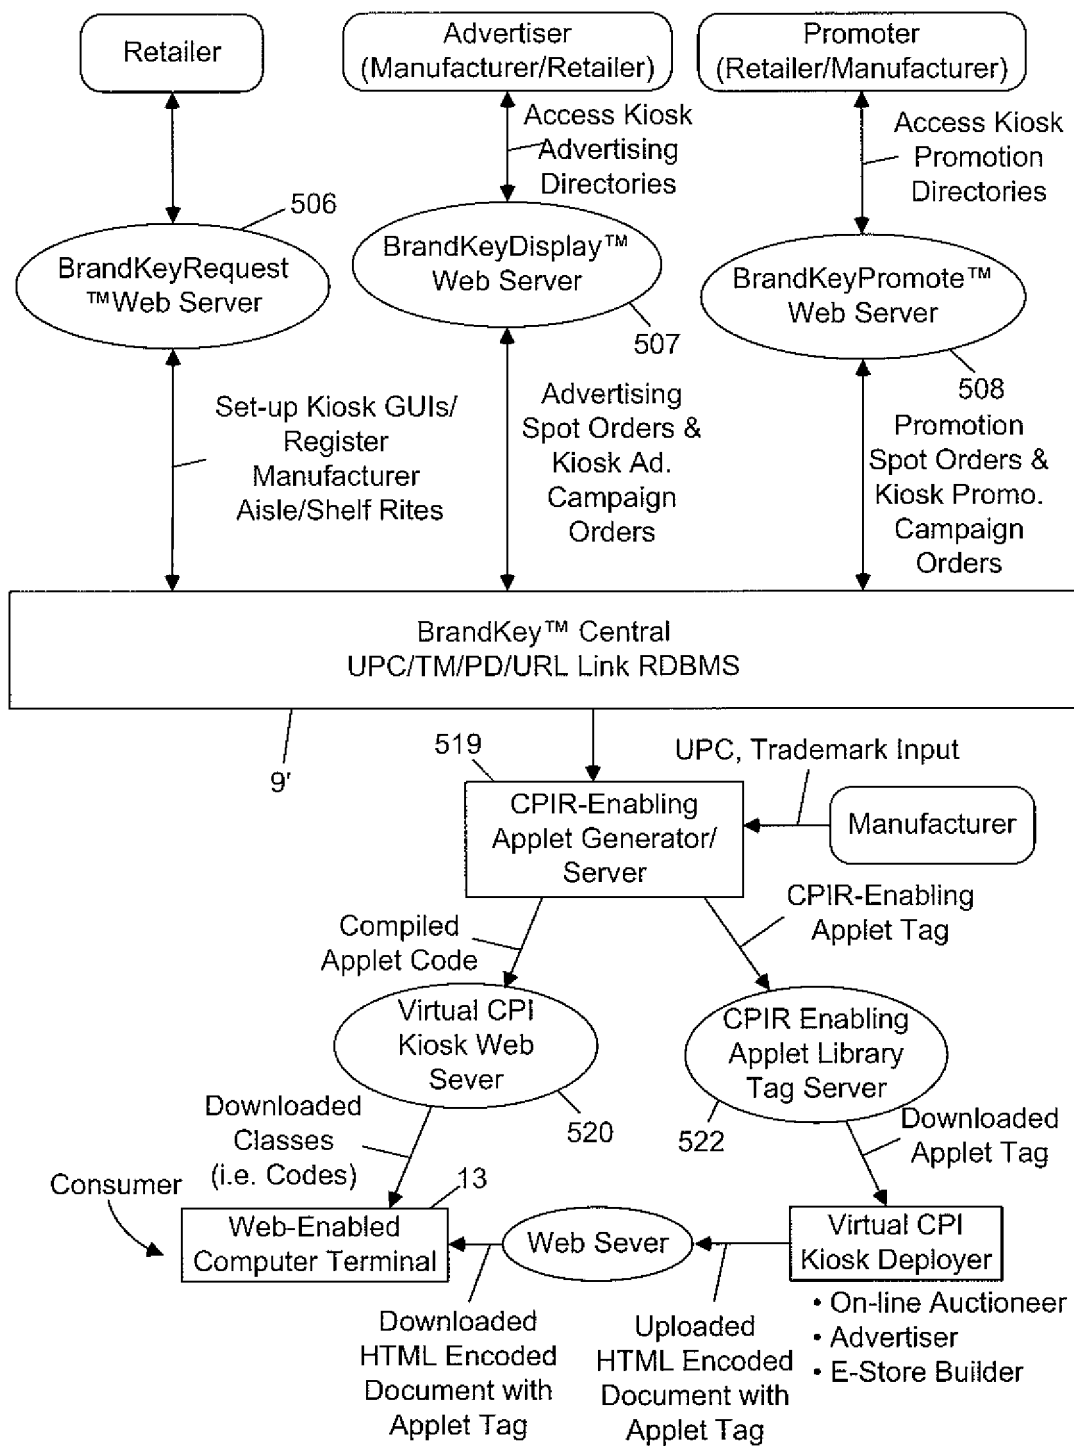 Retailer
Advertiser
(Manufacturer/Retailer)
Promoter
(Retailer/Manufacturer)
Access Kiosk
Advertising
Directories
Access Kiosk
Promotion
Directories
506
BrandKeyRequest
™Web Server
BrandKeyDisplay™
Web Server
507
BrandKeyPromote™
Web Server
508
Set-up Kiosk GUIs/
Register
Manufacturer
Aisle/Shelf Rites
Advertising
Spot Orders &
Kiosk Ad.
Campaign
Orders
Promotion
Spot Orders &
Kiosk Promo.
Campaign
Orders
BrandKey™ Central
UPC/TM/PD/URL Link RDBMS
9'
519
UPC, Trademark Input
CPIR-Enabling
Applet Generator/
Server
Manufacturer
Compiled
Applet Code
CPIR-Enabling
Applet Tag
Virtual CPI
Kiosk Web
Sever
520
CPIR Enabling
Applet Library
Tag Server
522
Downloaded
Classes
(i.e. Codes)
Downloaded
Applet Tag
Consumer
13
Web-Enabled
Computer Terminal
Web Sever
Virtual CPI
Kiosk Deployer
• On-line Auctioneer
• Advertiser
• E-Store Builder
Downloaded
HTML Encoded
Document with
Applet Tag
Uploaded
HTML Encoded
Document with
Applet Tag